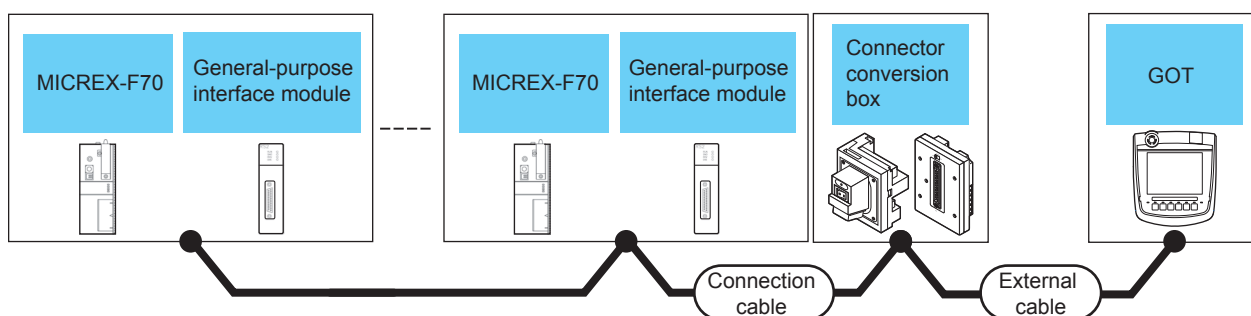 MICREX-F70
General-purpose
interface module
MICREX-F70
General-purpose
interface module
Connector
conversion
box
GOT
Connection
cable
External
cable